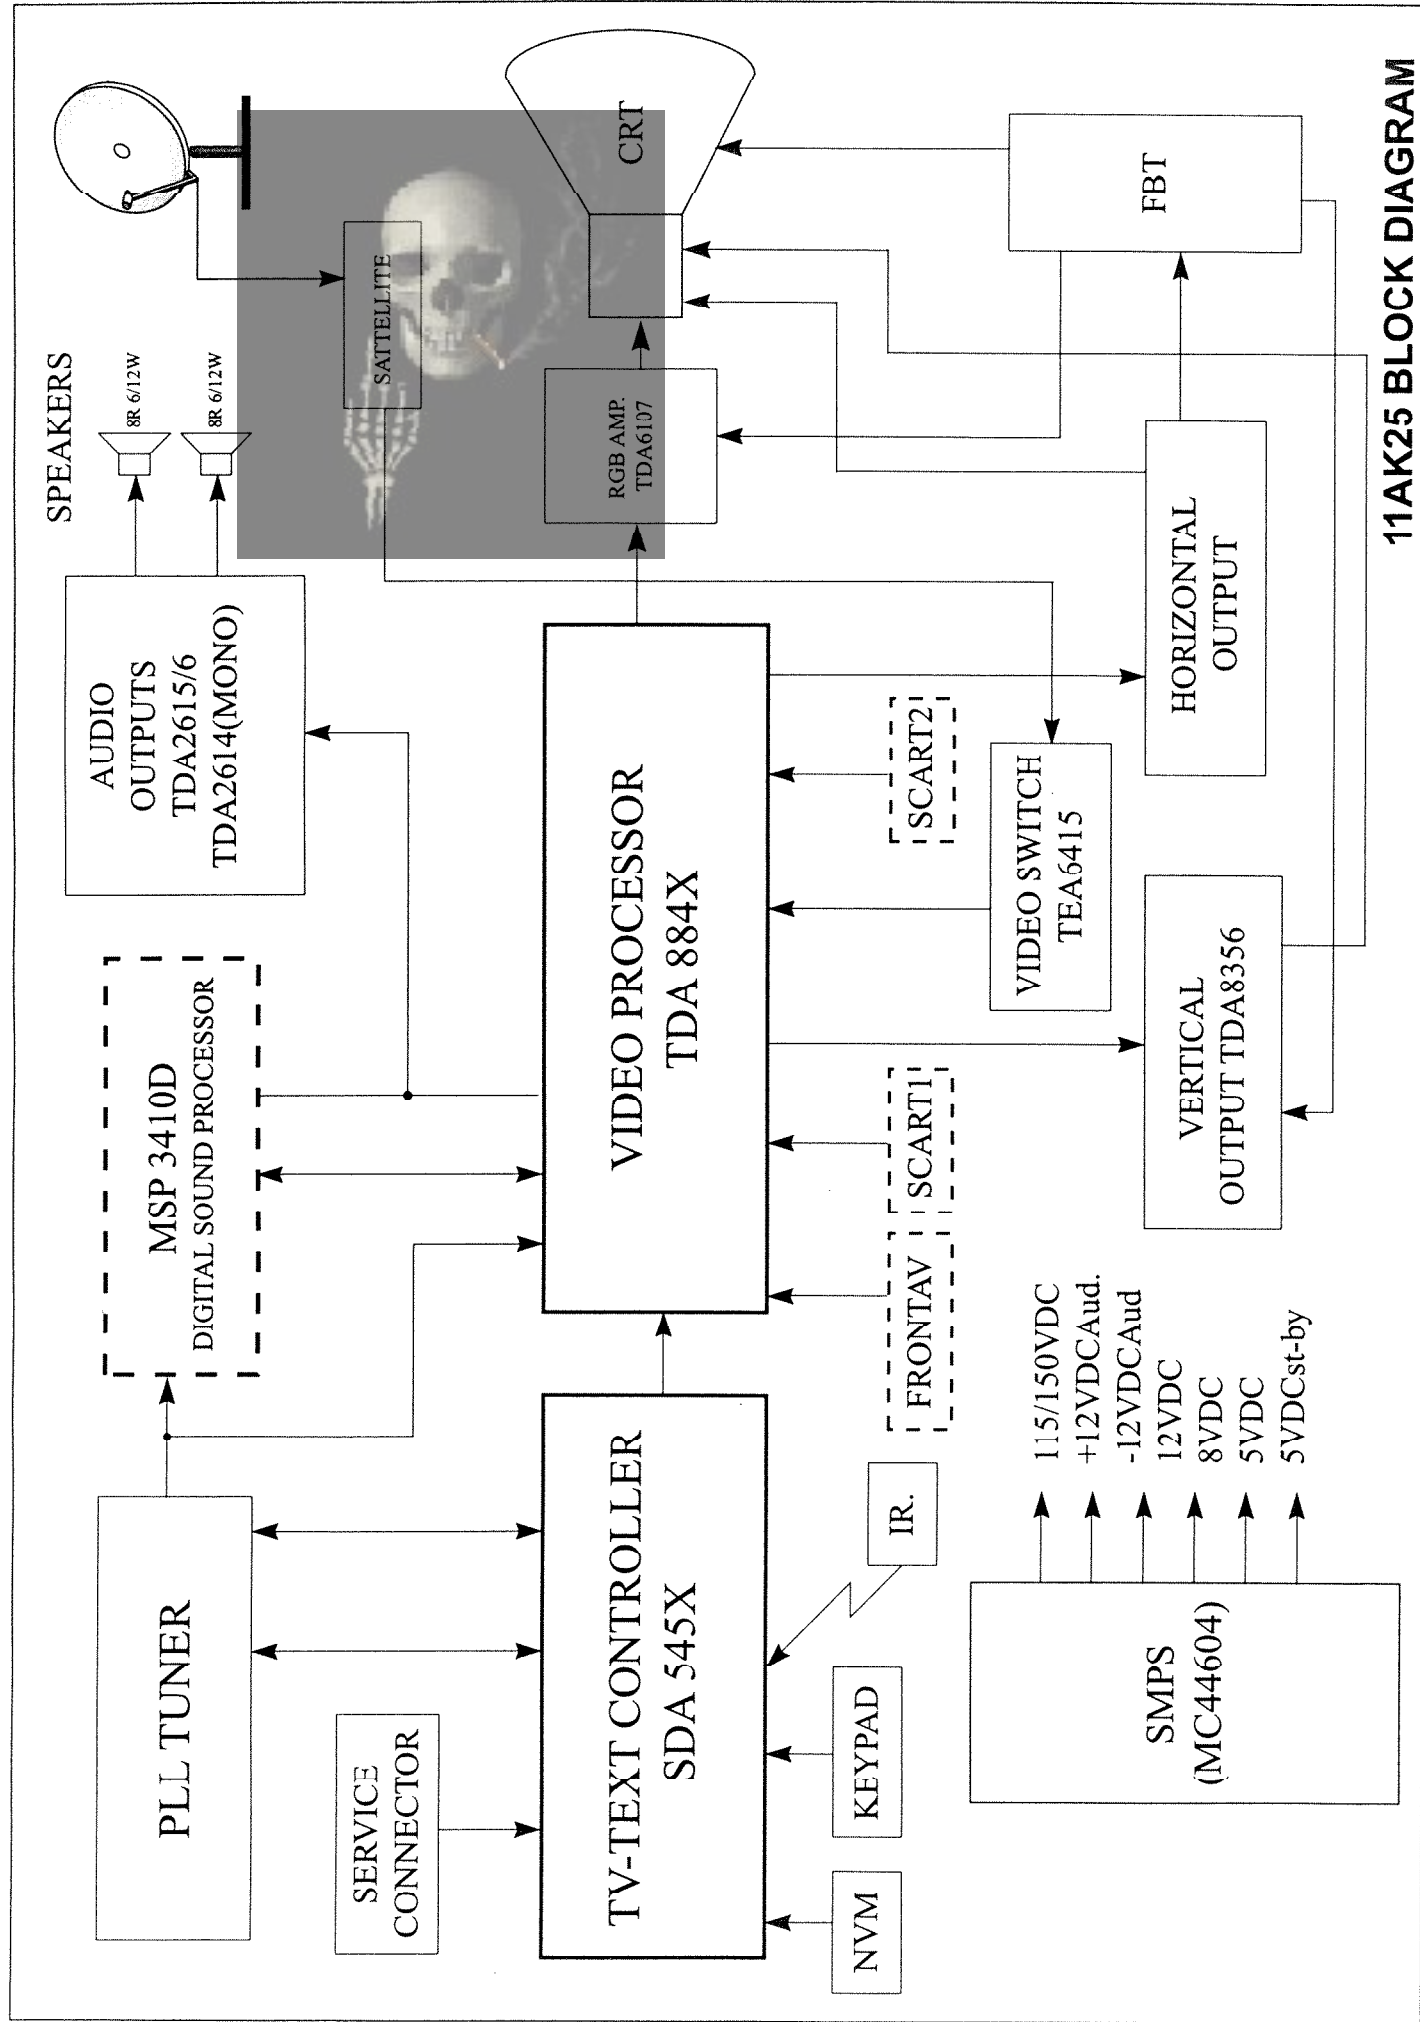 PLL TUNER
MSP 3410D
DIGITAL SOUND PROCESSOR
AUDIO
OUTPUTS
TDA2615/6
TDA2614(MONO)
SPEAKERS
8R 6/12W
8R 6/12W
SERVICE
CONNECTOR
SATTELLITE
TV-TEXT CONTROLLER
SDA 545X
VIDEO PROCESSOR
TDA 884X
RGB AMP.
TDA6107
CRT
NVM
KEYPAD
IR.
FRONTAV
SCART1
SCART2
VIDEO SWITCH
TEA6415
SMPS
(MC44604)
115/150VDC
+12VDCAud.
-12VDCAud
12VDC
8VDC
5VDC
5VDCst-by
VERTICAL
OUTPUT TDA8356
HORIZONTAL
OUTPUT
FBT
11AK25 BLOCK DIAGRAM